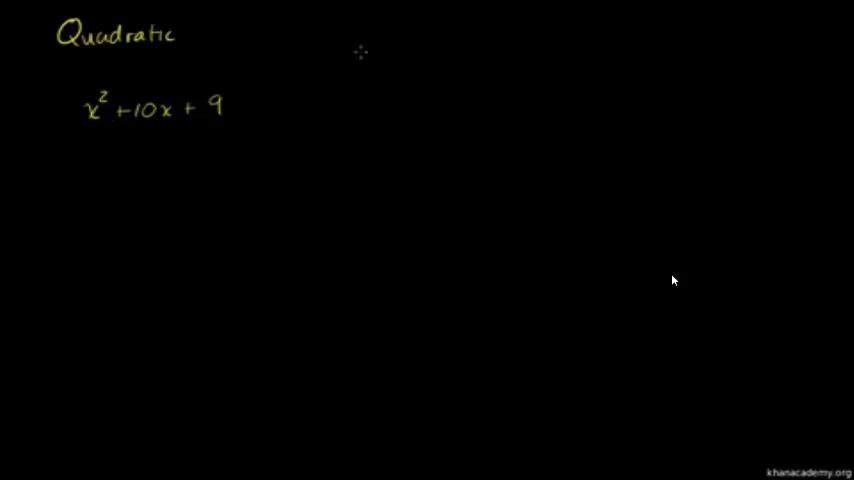 Quadratic
x² + 10x + 9
khanacademy.org